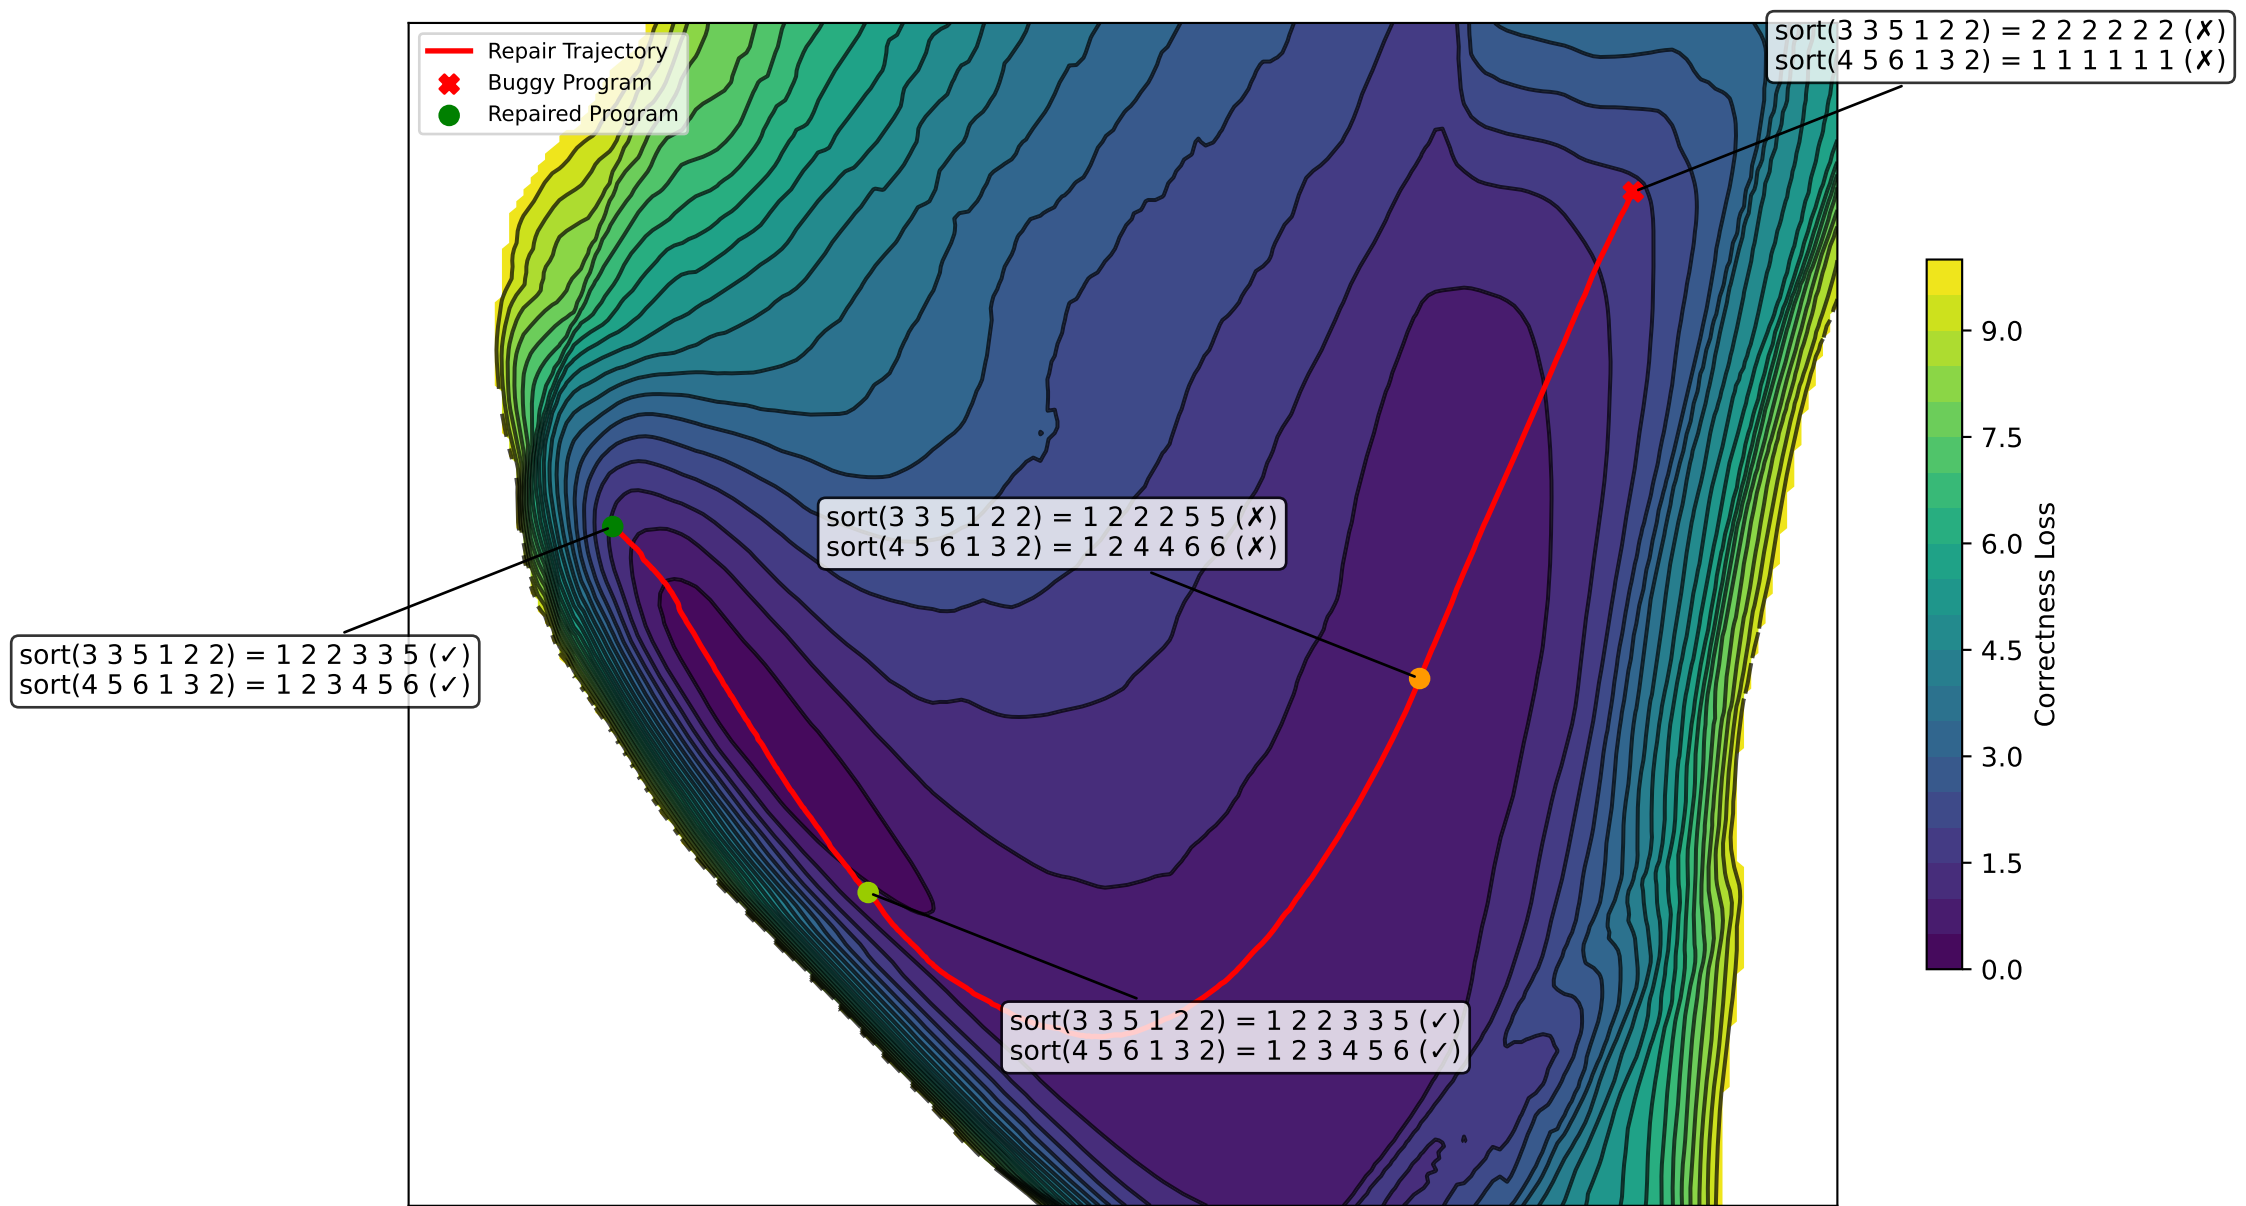 Repair Trajectory
Buggy Program
Repaired Program
sort(3 3 5 1 2 2) = 2 2 2 2 2 2 (✗)
sort(4 5 6 1 3 2) = 1 1 1 1 1 1 (✗)
sort(3 3 5 1 2 2) = 1 2 2 2 5 5 (✗)
sort(4 5 6 1 3 2) = 1 2 4 4 6 6 (✗)
sort(3 3 5 1 2 2) = 1 2 2 3 3 5 (✓)
sort(4 5 6 1 3 2) = 1 2 3 4 5 6 (✓)
sort(3 3 5 1 2 2) = 1 2 2 3 3 5 (✓)
sort(4 5 6 1 3 2) = 1 2 3 4 5 6 (✓)
9.0
7.5
6.0
4.5
3.0
1.5
0.0
Correctness Loss